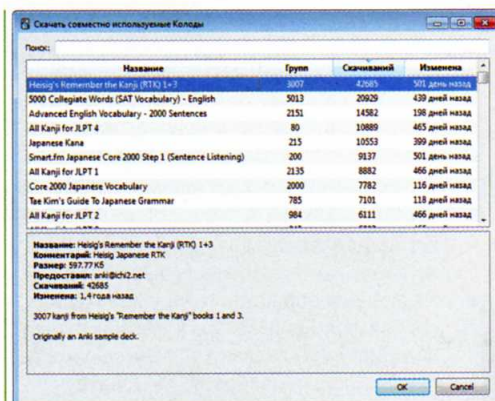 Скачать совместно используемые Колоды
Поиск:
Название Групп Скачиваний Изменена
Heisig's Remember the Kanji (RTK) 1+3 3007 42685 501 день назад
5000 Collegiate Words (SAT Vocabulary) - English 5013 20929 439 дней назад
Advanced English Vocabulary - 2000 Sentences 2151 14582 198 дней назад
All Kanji for JLPT 4 80 10889 465 дней назад
Japanese Kana 215 10553 399 дней назад
Smart.fm Japanese Core 2000 Step 1 (Sentence Listening) 200 9137 501 день назад
All Kanji for JLPT 1 2135 8882 466 дней назад
Core 2000 Japanese Vocabulary 2000 7782 116 дней назад
Tae Kim's Guide To Japanese Grammar 785 7101 118 дней назад
All Kanji for JLPT 2 984 6111 466 дней назад
Название: Heisig's Remember the Kanji (RTK) 1+3
Комментарий: Heisig Japanese RTK
Размер: 597.77 Кб
Предоставил: anki@ichi2.net
Скачиваний: 42685
Изменена: 1,4 года назад
3007 kanji from Heisig's "Remember the Kanji" books 1 and 3.
Originally an Anki sample deck.
OK Cancel